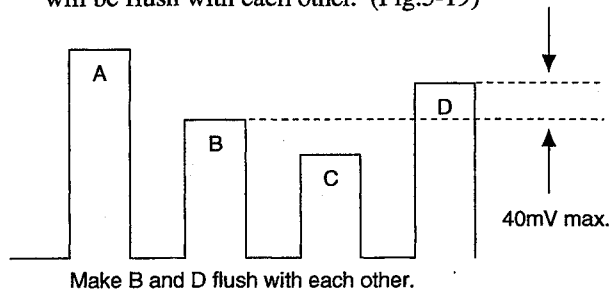 will be flush with each other. (Fig.5-19)
A
B
C
D
40mV max.
Make B and D flush with each other.